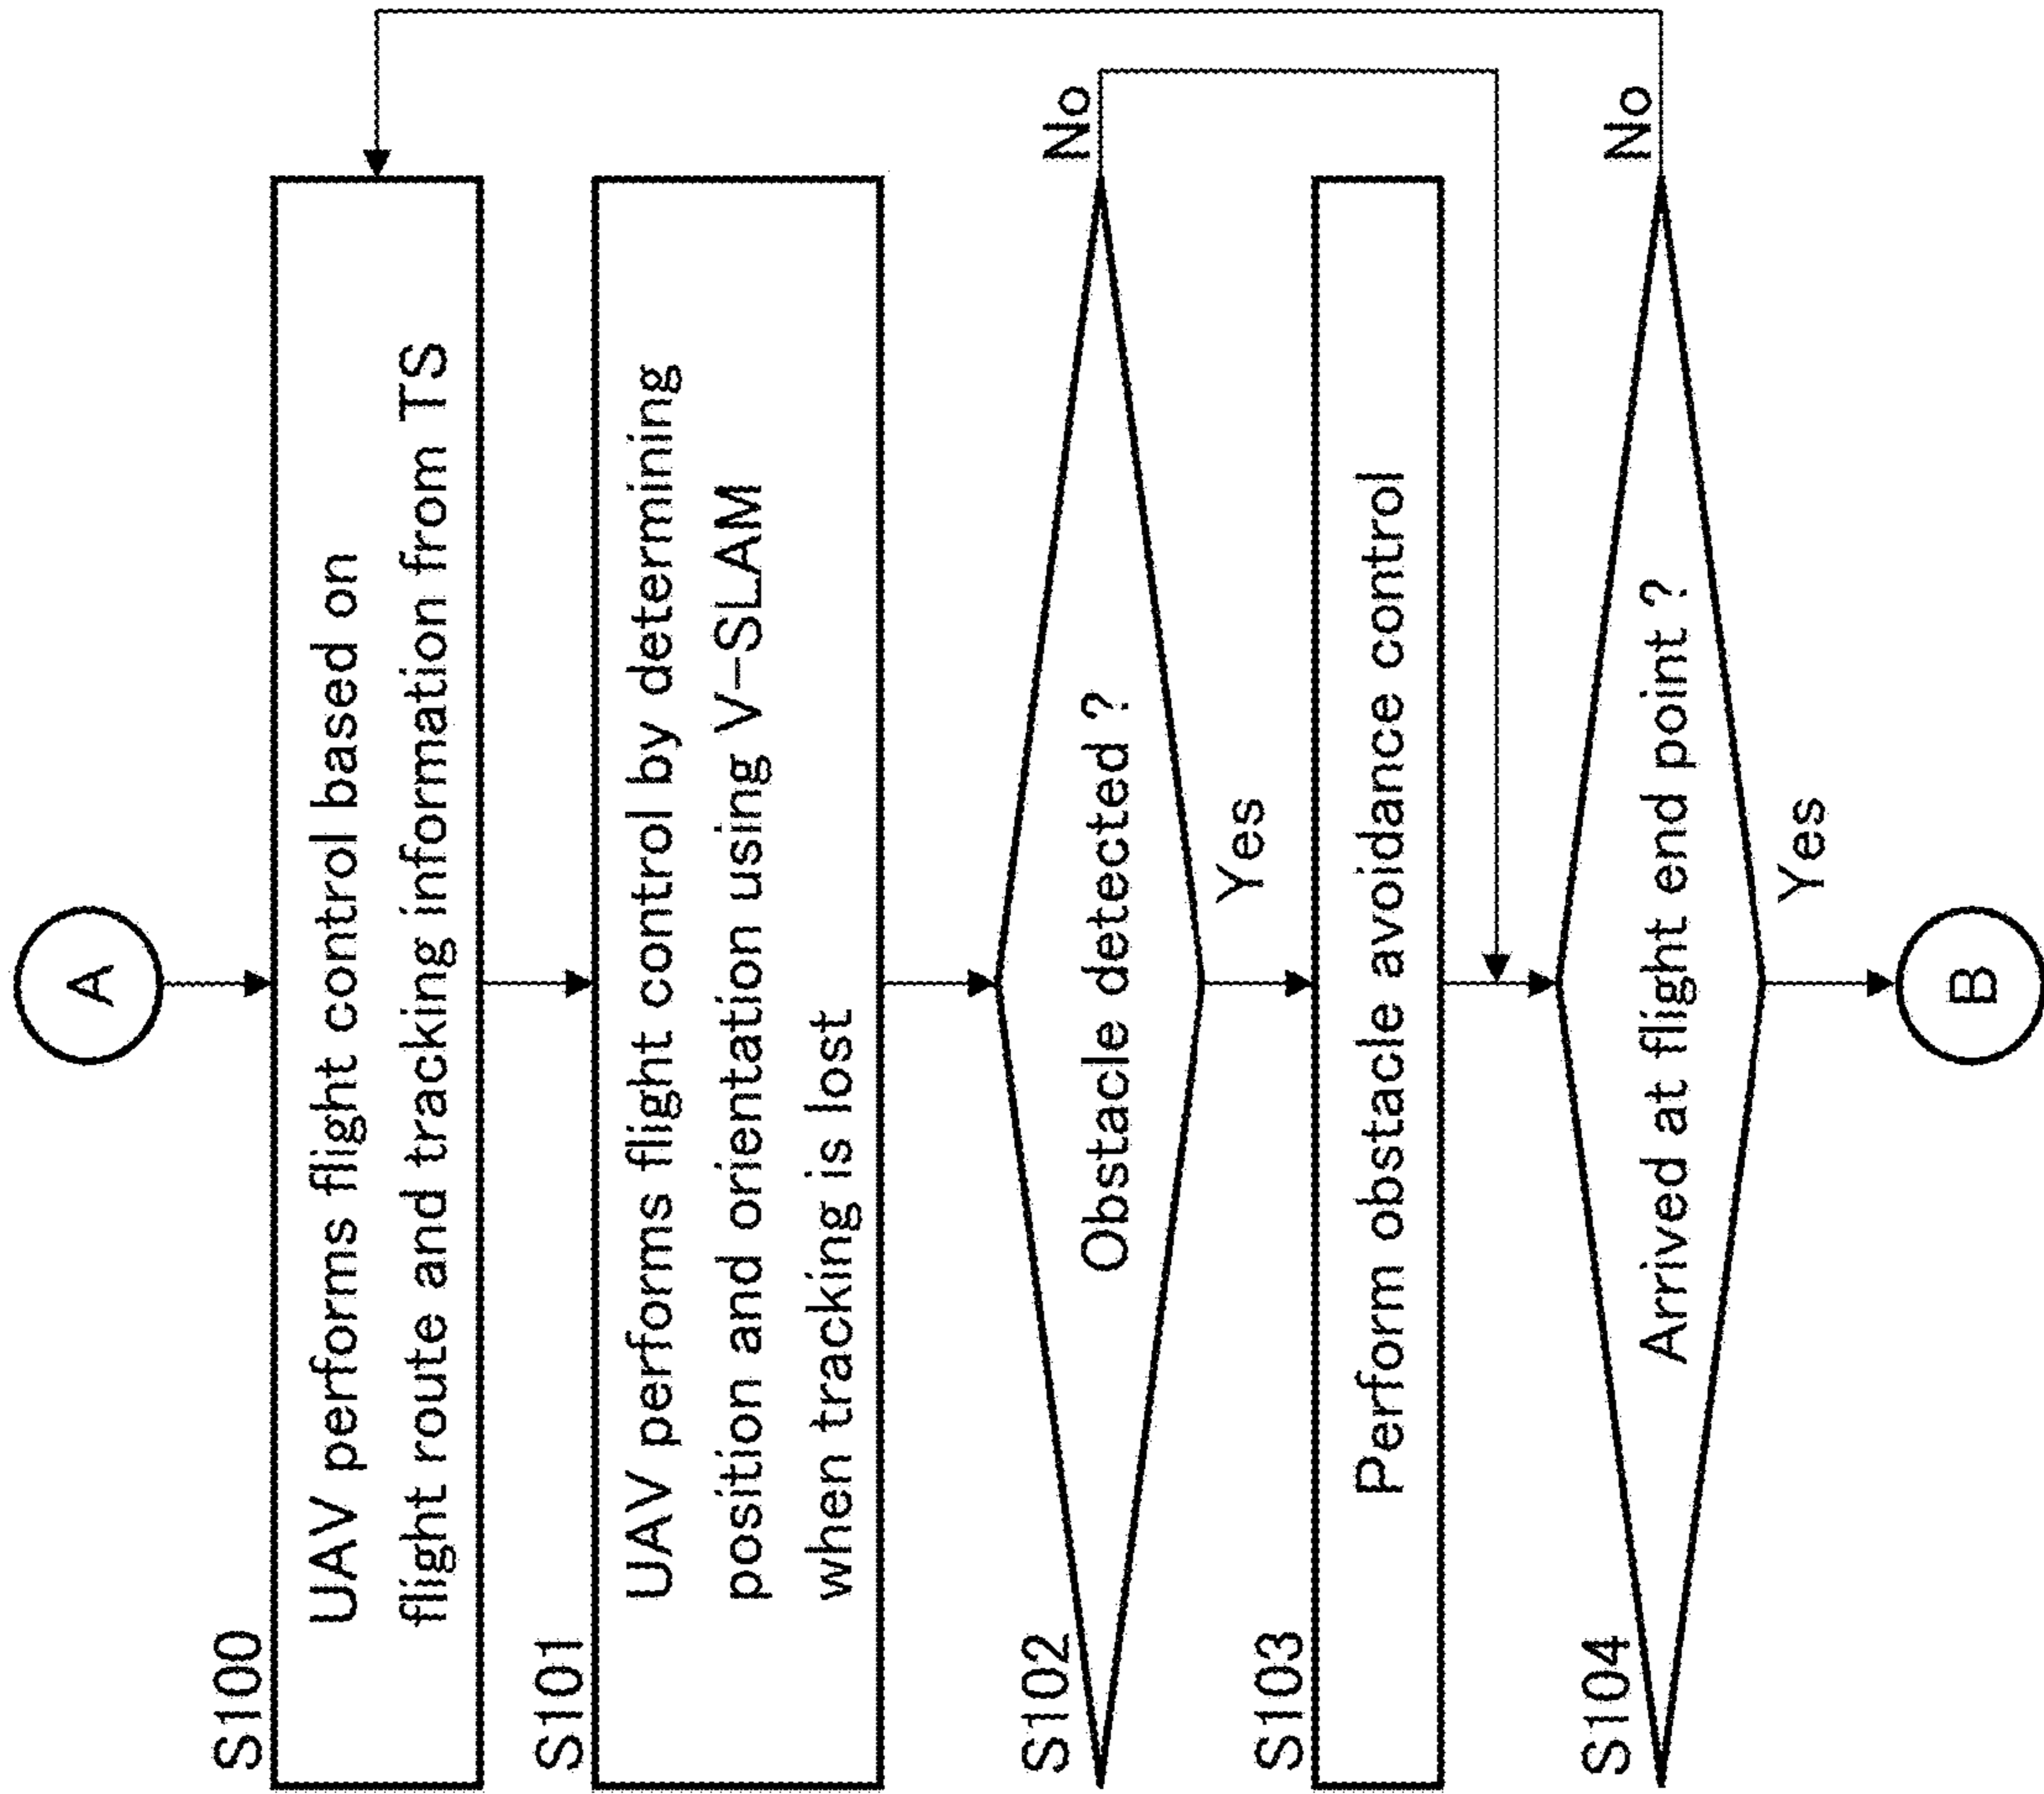 A
S100
UAV performs flight control based on
flight route and tracking information from TS
S101
UAV performs flight control by determining
position and orientation using V-SLAM
when tracking is lost
S102
Obstacle detected ?
No
Yes
S103
Perform obstacle avoidance control
S104
Arrived at flight end point ?
No
Yes
B